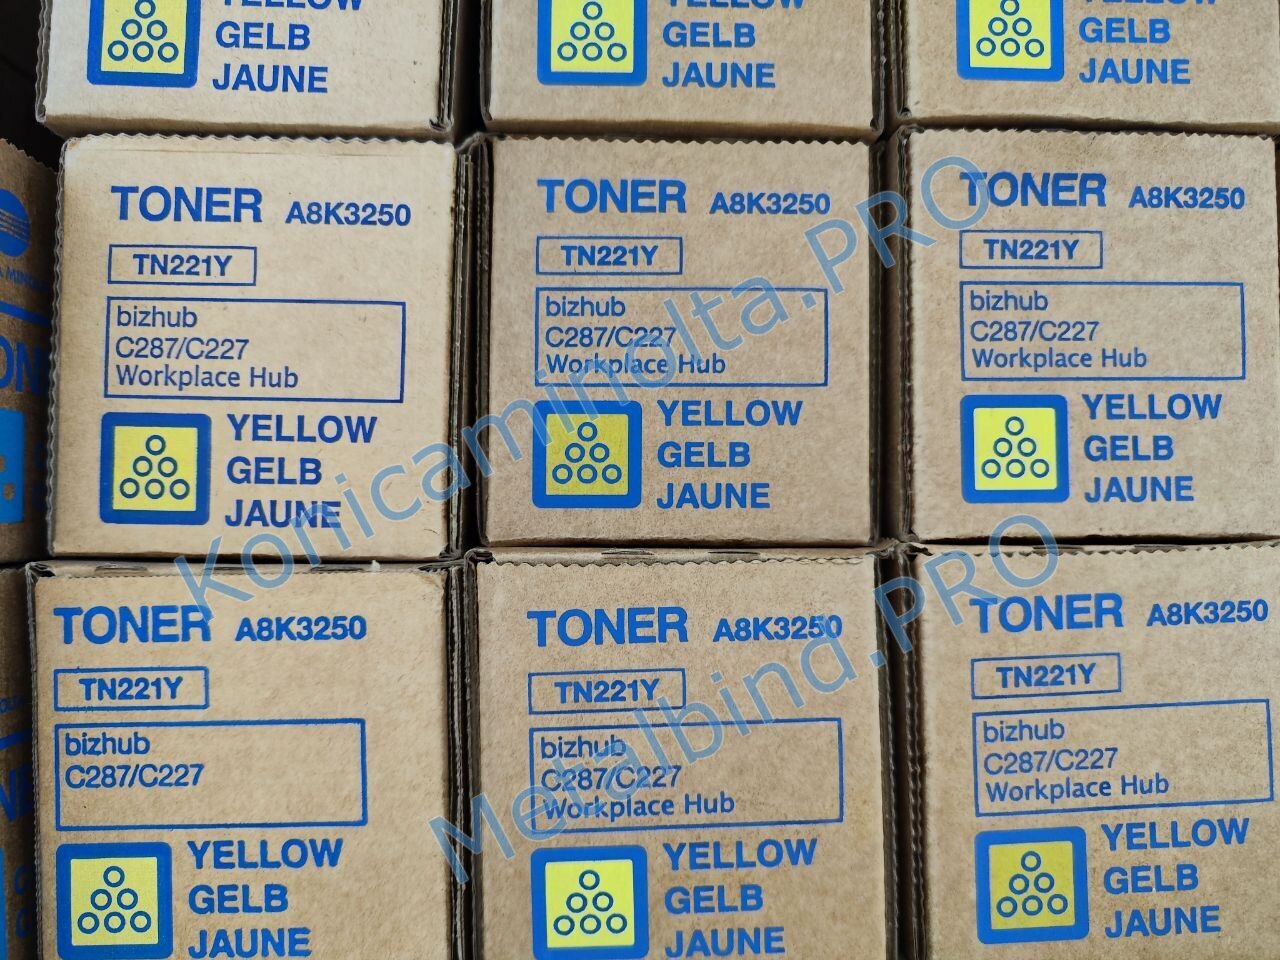 YELLOW
GELB
JAUNE
YELLOW
GELB
JAUNE
YELLOW
GELB
JAUNE
TONER A8K3250
TN221Y
bizhub
C287/C227
Workplace Hub
YELLOW
GELB
JAUNE
TONER A8K3250
TN221Y
bizhub
C287/C227
Workplace Hub
YELLOW
GELB
JAUNE
TONER A8K3250
TN221Y
bizhub
C287/C227
Workplace Hub
YELLOW
GELB
JAUNE
TONER A8K3250
TN221Y
bizhub
C287/C227
YELLOW
GELB
JAUNE
TONER A8K3250
TN221Y
bizhub
C287/C227
Workplace Hub
YELLOW
GELB
JAUNE
TONER A8K3250
TN221Y
bizhub
C287/C227
Workplace Hub
YELLOW
GELB
JAUNE
Konicaminolta.PRO
Metalbind.PRO